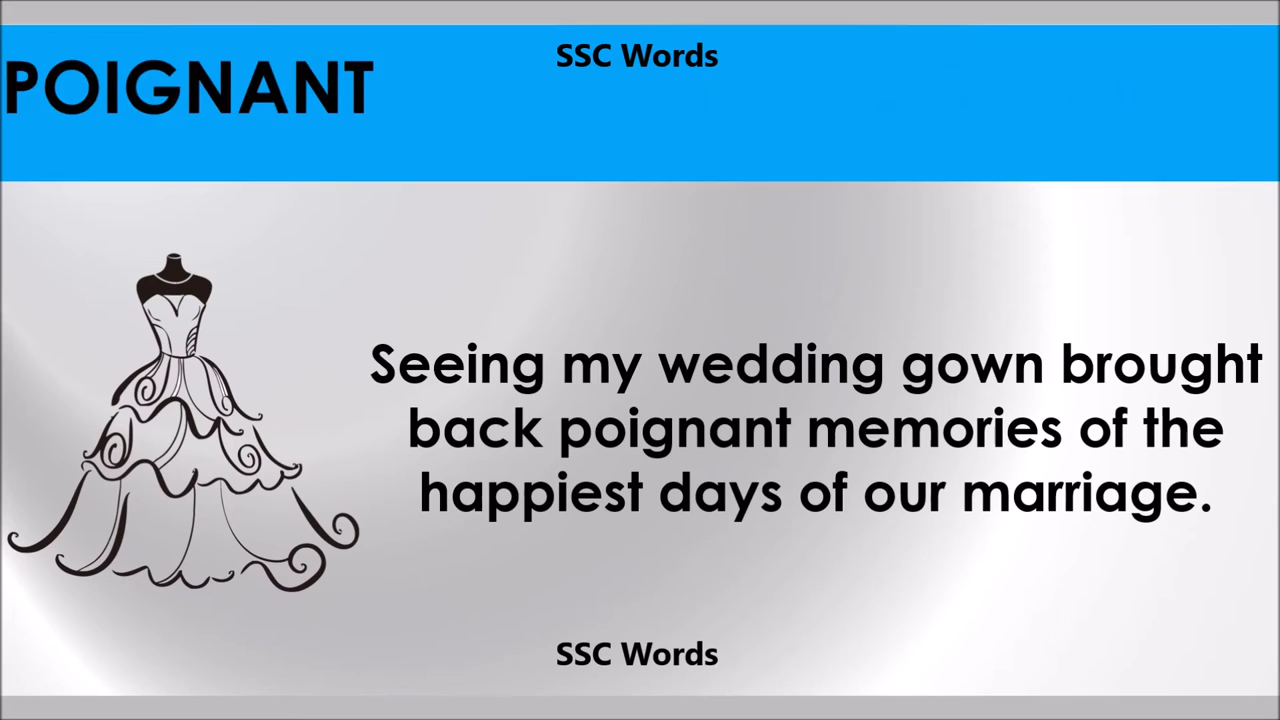 SSC Words
POIGNANT
Seeing my wedding gown brought
back poignant memories of the
happiest days of our marriage.
SSC Words